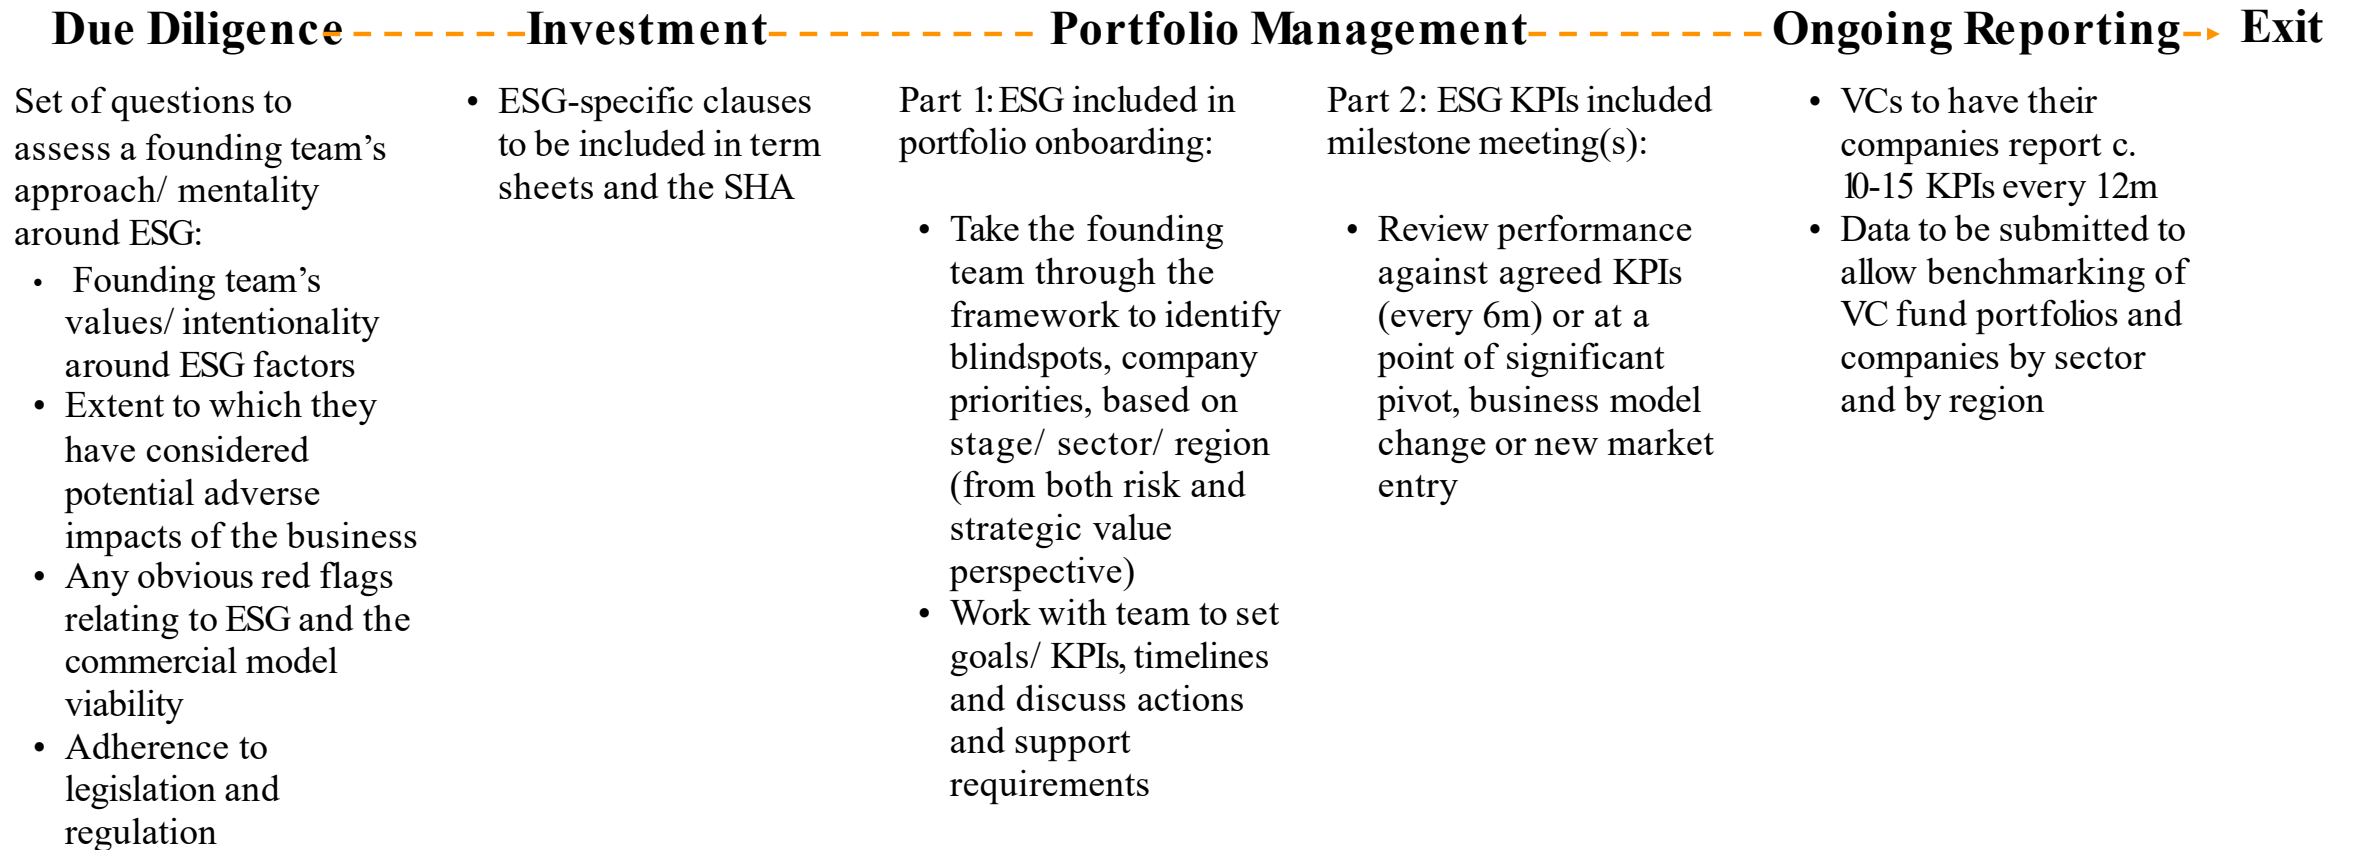 Due Diligence Investment Portfolio Management Ongoing Reporting Exit
Set of questions to
assess a founding team’s
approach/ mentality
around ESG:
• Founding team’s
values/ intentionality
around ESG factors
• Extent to which they
have considered
potential adverse
impacts of the business
• Any obvious red flags
relating to ESG and the
commercial model
viability
• Adherence to
legislation and
regulation
• ESG-specific clauses
to be included in term
sheets and the SHA
Part 1: ESG included in
portfolio onboarding:
• Take the founding
team through the
framework to identify
blindspots, company
priorities, based on
stage/ sector/ region
(from both risk and
strategic value
perspective)
• Work with team to set
goals/ KPIs, timelines
and discuss actions
and support
requirements
Part 2: ESG KPIs included
milestone meeting(s):
• Review performance
against agreed KPIs
(every 6m) or at a
point of significant
pivot, business model
change or new market
entry
• VCs to have their
companies report c.
10-15 KPIs every 12m
• Data to be submitted to
allow benchmarking of
VC fund portfolios and
companies by sector
and by region